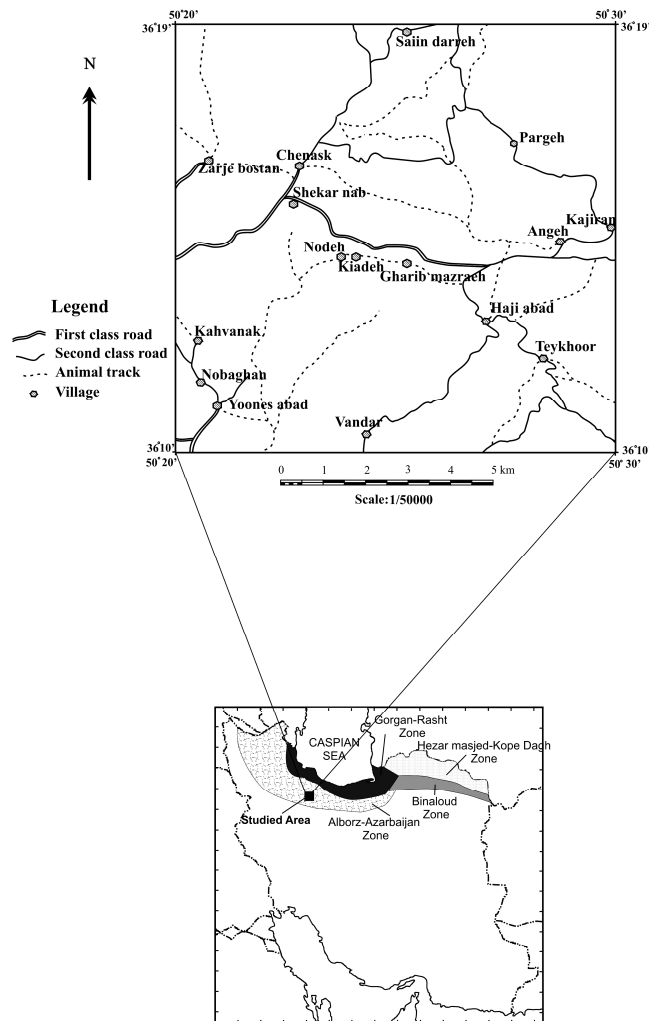 50°20'
50°30'
36°19'
36°19'
N
Saiin darreh
Pargeh
Chenask
Zarje bostan
Shekar nab
Kajiran
Angeh
Nodeh
Kiadeh
Gharib mazraeh
Legend
First class road
Second class road
Animal track
Village
Haji abad
Kahvanak
Teykhoor
Nobaghan
Yoones abad
Vandar
36°10'
36°10'
50°20'
50°30'
0 1 2 3 4 5 km
Scale:1/50000
Gorgan-Rasht
Zone
CASPIAN
SEA
Hezar masjed-Kope Dagh
Zone
Binaloud
Zone
Studied Area
Alborz-Azarbaijan
Zone